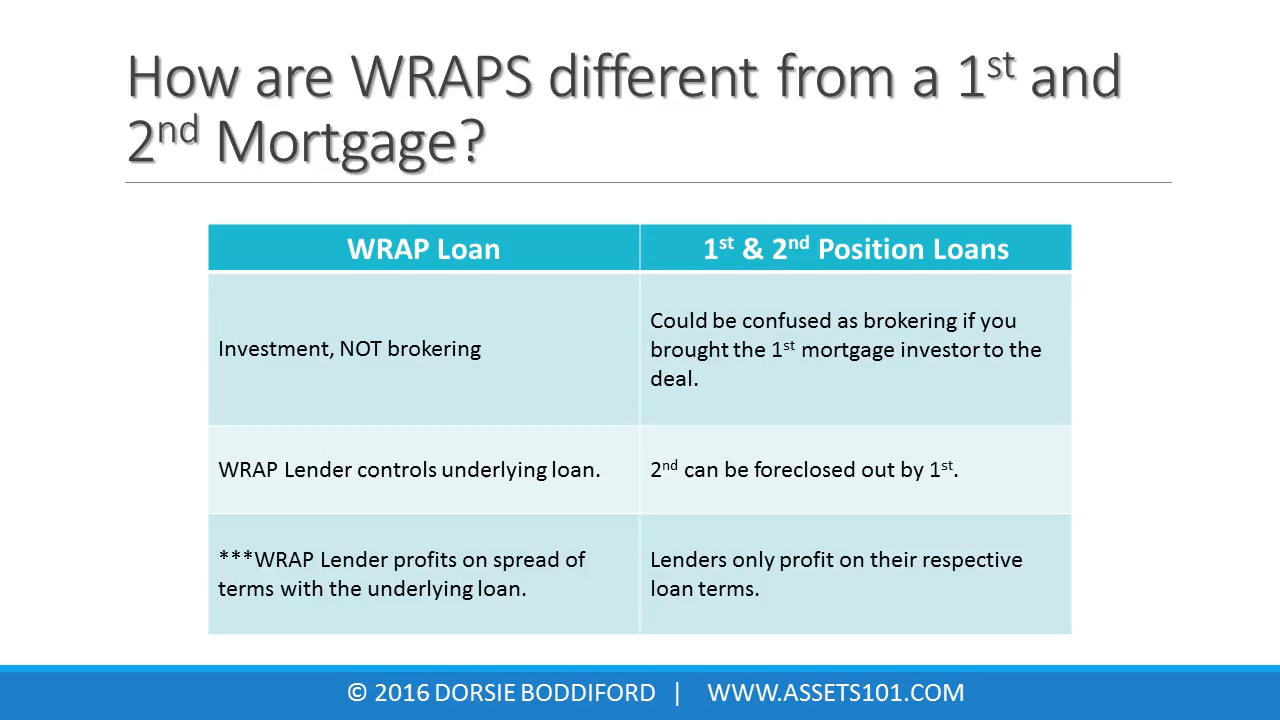 How are WRAPS different from a 1st and
2nd Mortgage?
WRAP Loan
1st & 2nd Position Loans
Investment, NOT brokering
Could be confused as brokering if you
brought the 1st mortgage investor to the
deal.
WRAP Lender controls underlying loan.
2nd can be foreclosed out by 1st.
***WRAP Lender profits on spread of
terms with the underlying loan.
Lenders only profit on their respective
loan terms.
© 2016 DORSIE BODDIFORD | WWW.ASSETS101.COM